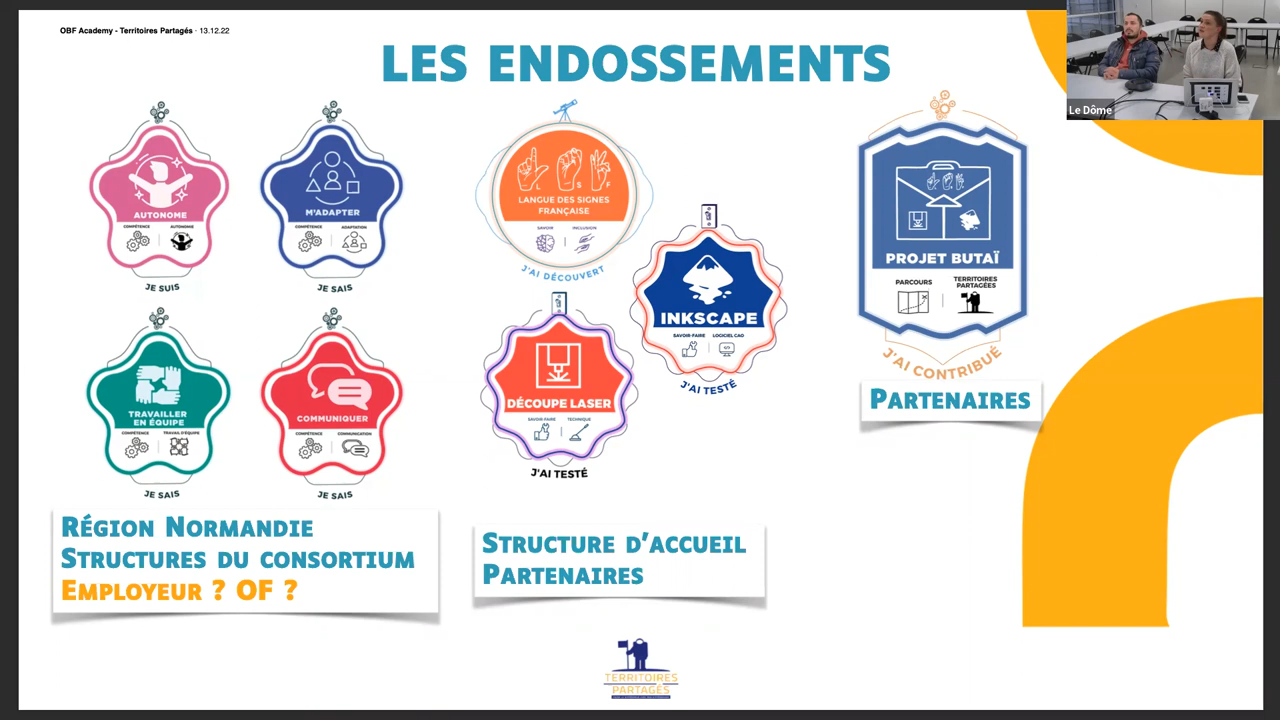 OBF Academy - Territoires Partagés · 13.12.22
LES ENDOSSEMENTS
Le Dôme
AUTONOME
COMPÉTENCE
AUTONOMIE
JE SUIS
M'ADAPTER
COMPÉTENCE
ADAPTATION
JE SAIS
TRAVAILLER
EN ÉQUIPE
COMPÉTENCE
TRAVAIL D'ÉQUIPE
JE SAIS
COMMUNIQUER
COMPÉTENCE
COMMUNICATION
JE SAIS
RÉGION NORMANDIE
STRUCTURES DU CONSORTIUM
EMPLOYEUR ? OF ?
L S F
LANGUE DES SIGNES
FRANÇAISE
SAVOIR
INCLUSION
J'AI DÉCOUVERT
INKSCAPE
SAVOIR-FAIRE
LOGICIEL CAO
J'AI TESTÉ
DÉCOUPE LASER
SAVOIR-FAIRE
TECHNIQUE
J'AI TESTÉ
STRUCTURE D'ACCUEIL
PARTENAIRES
PROJET BUTAÏ
PARCOURS
TERRITOIRES
PARTAGÉES
J'AI CONTRIBUÉ
PARTENAIRES
TERRITOIRES
PARTAGÉS